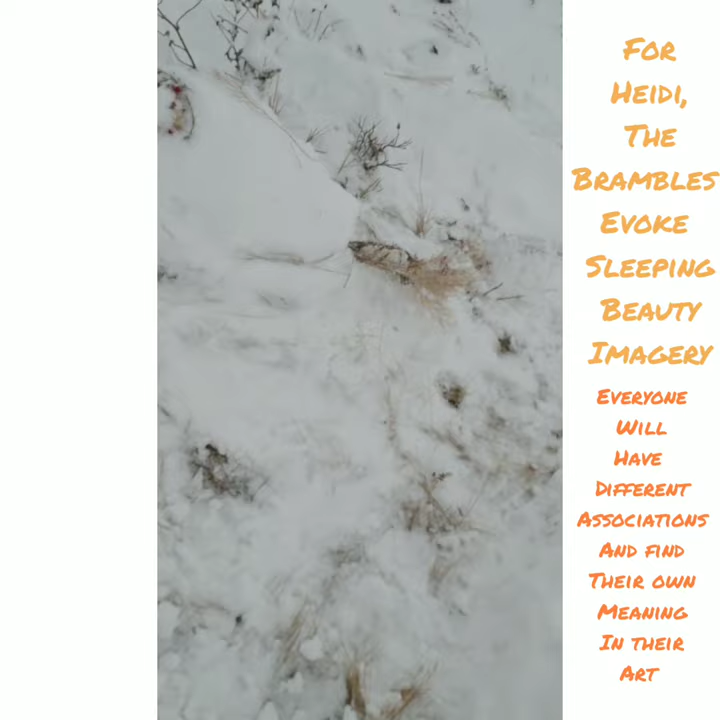 For
Heidi,
The
Brambles
Evoke
Sleeping
Beauty
Imagery
Everyone
Will
Have
Different
Associations
And find
Their own
Meaning
In their
Art